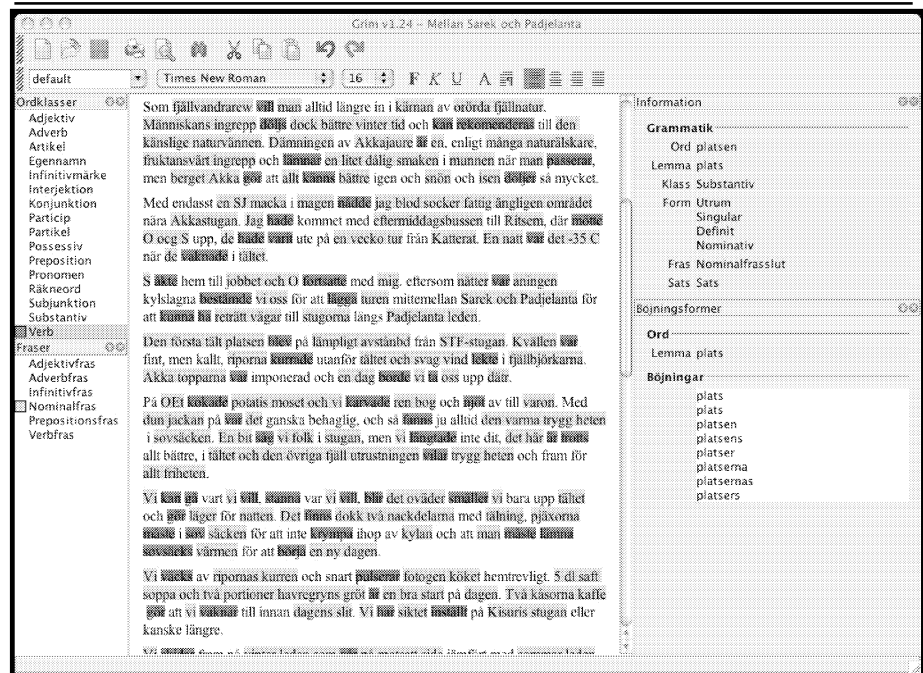 Grim v1.24 – Mellan Sarek och Padjelanta
default Times New Roman 16 F K U A
Ordklasser
Adjektiv
Adverb
Artikel
Egennamn
Infinitivmärke
Interjektion
Konjunktion
Particip
Partikel
Possessiv
Preposition
Pronomen
Räkneord
Subjunktion
Substantiv
Verb
Fraser
Adjektivfras
Adverbfras
Infinitivfras
Nominalfras
Prepositionsfras
Verbfras
Som fjällvandrarew vill man alltid längre in i kärnan av orörda fjällnatur.
Människans ingrepp döljs dock bättre vinter tid och kan rekomenderas till den
känslige naturvännen. Dämningen av Akkajaure är en, enligt många naturälskare,
fruktansvärt ingrepp och lämnar en litet dålig smaken i munnen när man passerar,
men berget Akka gör att allt känns bättre igen och snön och isen döljer så mycket.
Med endasst en SJ macka i magen nådde jag blod socker fattig ängligen området
nära Akkastugan. Jag hade kommet med eftermiddagsbussen till Ritsem, där mötte
O ocg S upp, de hade varit ute på en vecko tur från Katterat. En natt var det -35 C
när de vaknade i tältet.
S åkte hem till jobbet och O fortsatte med mig. eftersom nätter var aningen
kylslagna bestämde vi oss för att lägga turen mittemellan Sarek och Padjelanta för
att kunna ha reträtt vägar till stugorna längs Padjelanta leden.
Den första tält platsen blev på lämpligt avstånbd från STF-stugan. Kvällen var
fint, men kallt, riporna kurrade utanför tältet och svag vind lekte i fjällbjörkarna.
Akka topparna var imponerad och en dag borde vi ta oss upp dätr.
På OEt kokade potatis moset och vi karvade ren bog och njöt av till varon. Med
dun jackan på var det ganska behaglig, och så fanns ju alltid den varma trygg heten
i sovsäcken. En bit såg vi folk i stugan, men vi längtade inte dit, det här är trotts
allt bättre, i tältet och den övriga fjäll utrustningen vilar trygg heten och fram för
allt friheten.
Vi kan gå vart vi vill, stanna var vi vill, blir det oväder smäller vi bara upp tältet
och gör läger för natten. Det finns dokk två nackdelarna med tälning, pjäxorna
måste i sov säcken för att inte krympa ihop av kylan och att man måste lämna
sovsäcks värmen för att börja en ny dagen.
Vi väcks av ripornas kurren och snart pulserar fotogen köket hemtrevligt. 5 dl saft
soppa och två portioner havregryns gröt är en bra start på dagen. Två kåsorna kaffe
gör att vi vaknar till innan dagens slit. Vi har siktet inställt på Kisuris stugan eller
kanske längre.
Information
Grammatik
Ord platsen
Lemma plats
Klass Substantiv
Form Utrum
Singular
Definit
Nominativ
Fras Nominalfrasslut
Sats Sats
Böjningsformer
Ord
Lemma plats
Böjningar
plats
plats
platsen
platsens
platser
platserna
platsernas
platsers